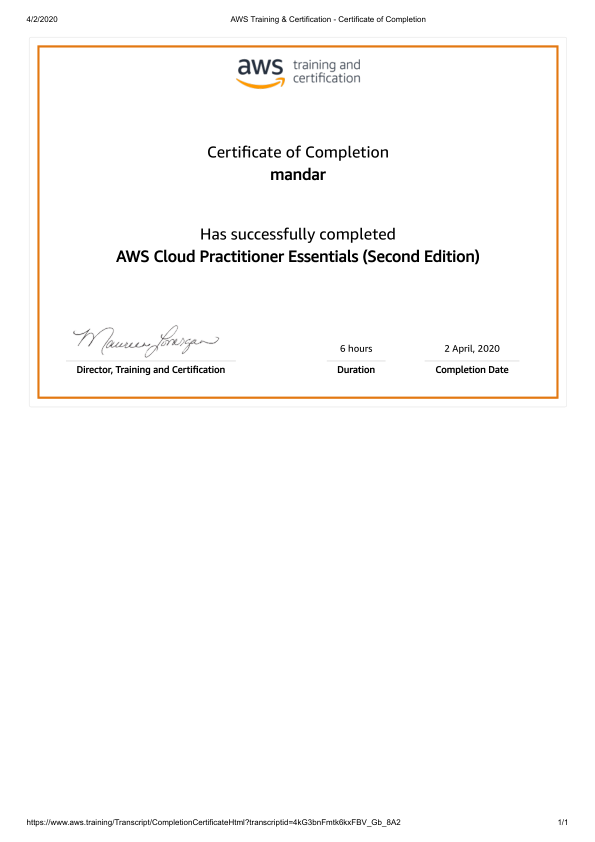 4/2/2020 AWS Training & Certification - Certificate of Completion
aws training and
certification
Certificate of Completion
mandar
Has successfully completed
AWS Cloud Practitioner Essentials (Second Edition)
Maureen Lonergan
6 hours 2 April, 2020
Director, Training and Certification Duration Completion Date
https://www.aws.training/Transcript/CompletionCertificateHtml?transcriptid=4kG3bnFmtk6kxFBV_Gb_8A2 1/1